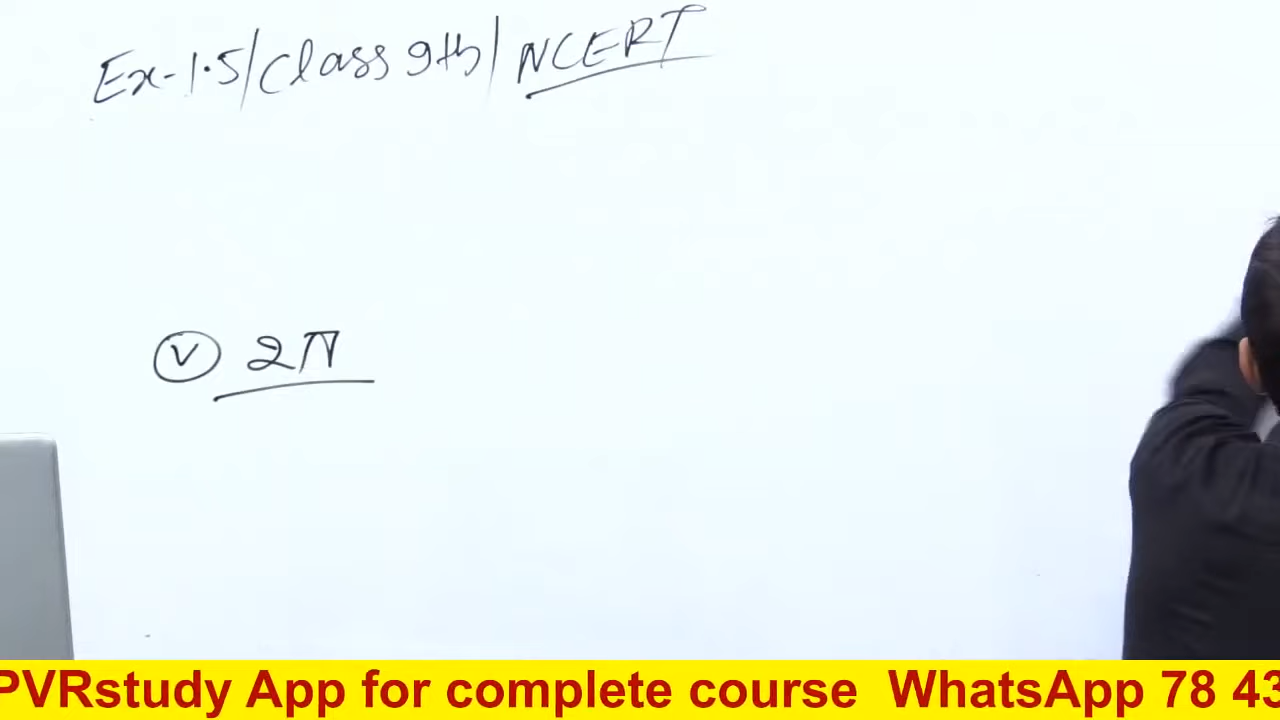 Ex-1.5/Class 9th/NCERT
(v) 2π
PVRstudy App for complete course WhatsApp 78 43